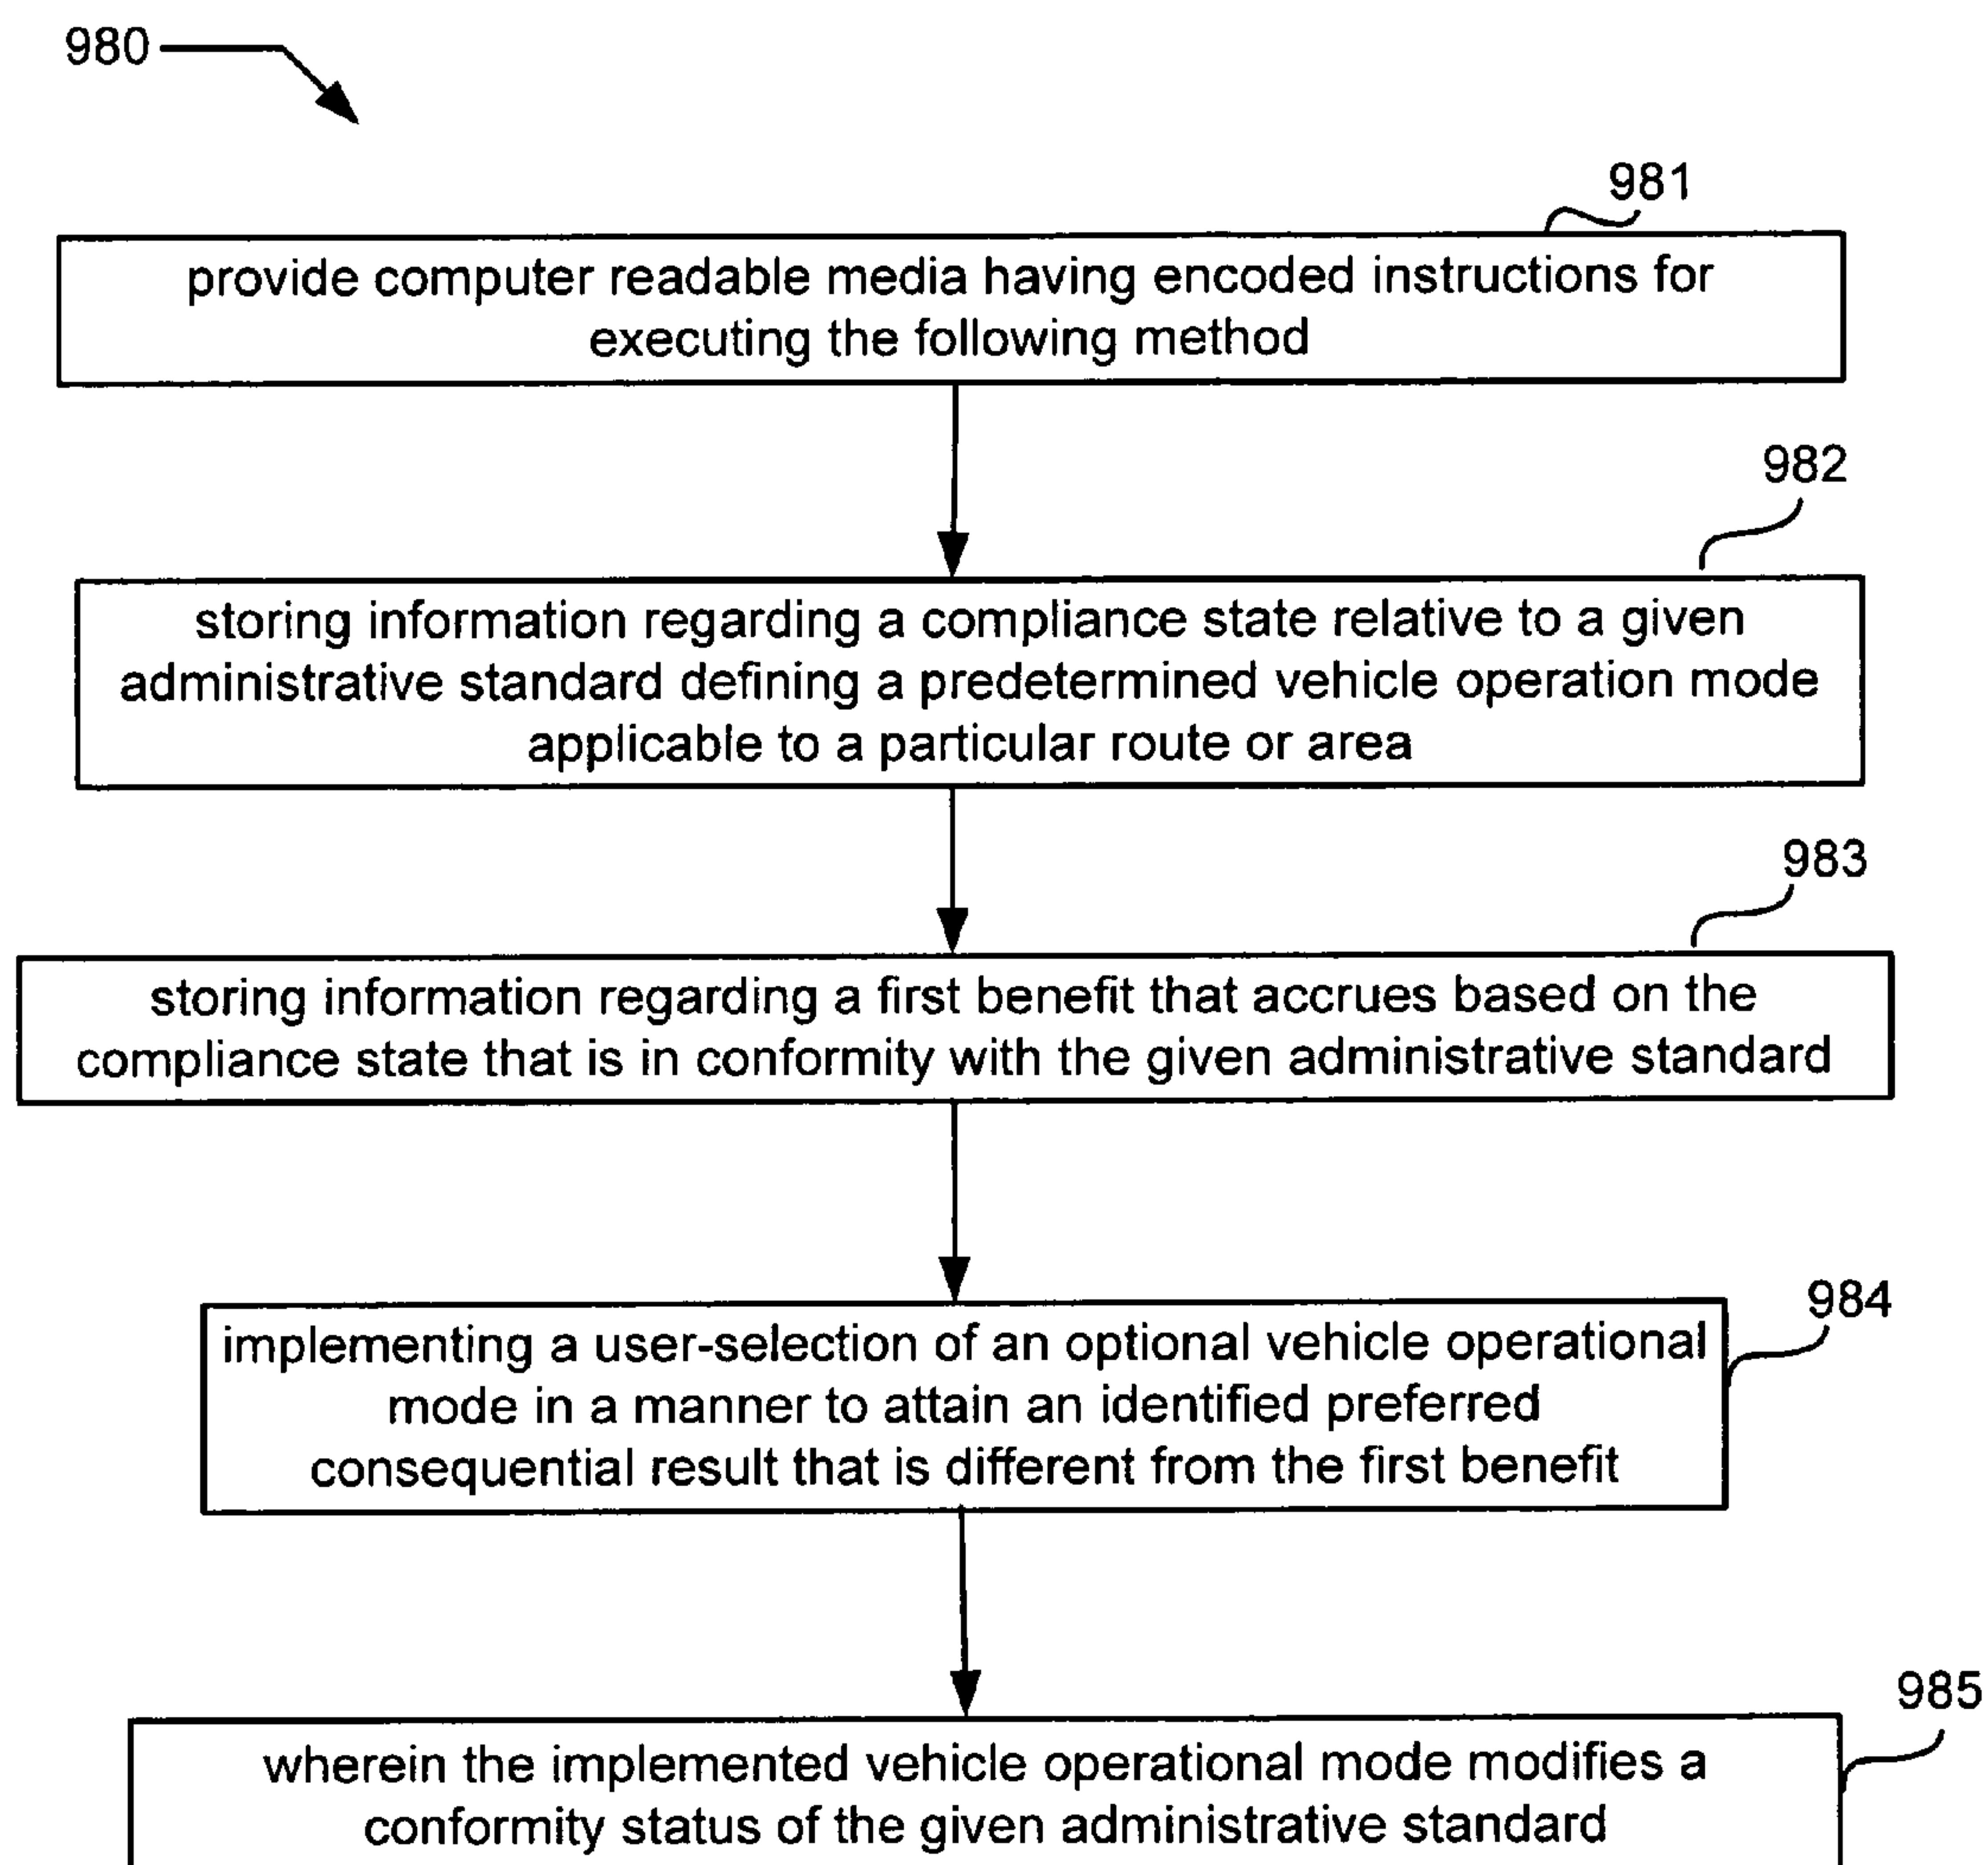 980
981
provide computer readable media having encoded instructions for
executing the following method
982
storing information regarding a compliance state relative to a given
administrative standard defining a predetermined vehicle operation mode
applicable to a particular route or area
983
storing information regarding a first benefit that accrues based on the
compliance state that is in conformity with the given administrative standard
984
implementing a user-selection of an optional vehicle operational
mode in a manner to attain an identified preferred
consequential result that is different from the first benefit
985
wherein the implemented vehicle operational mode modifies a
conformity status of the given administrative standard